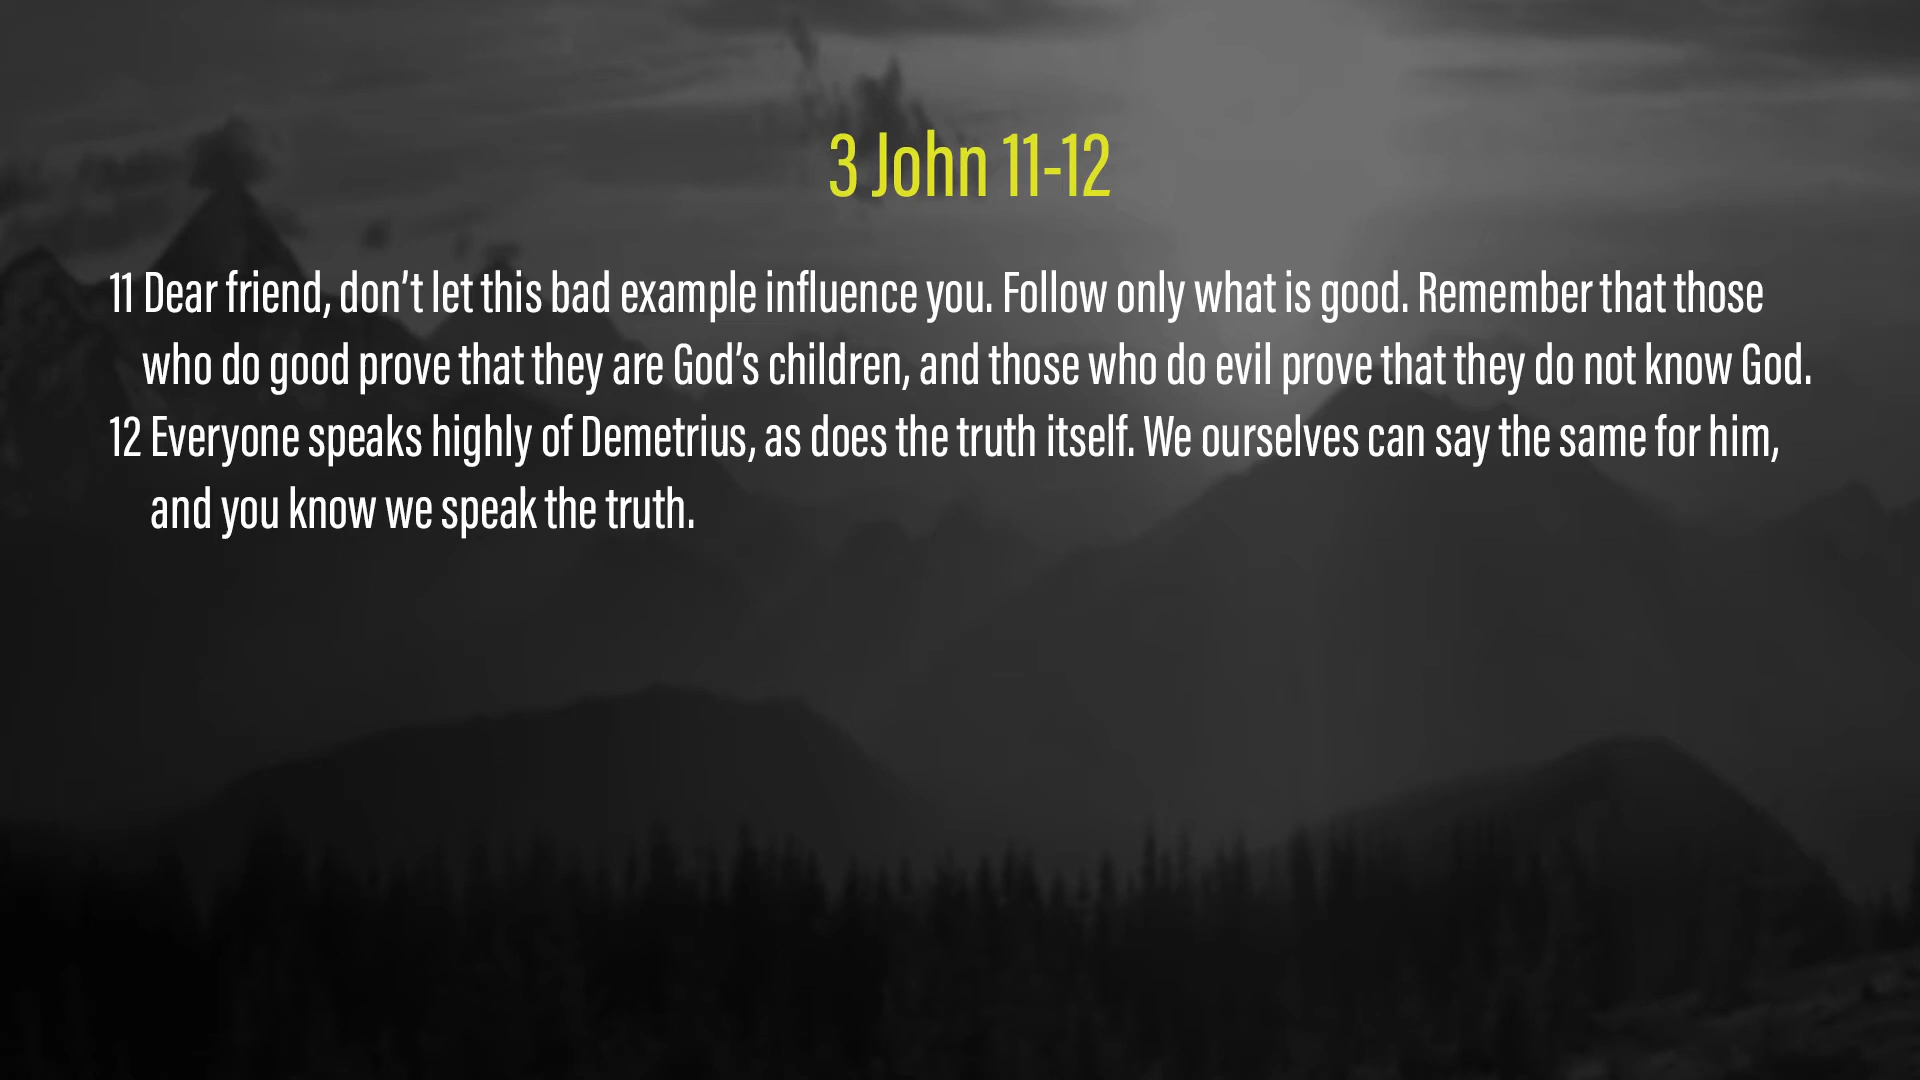 3 John 11-12
11 Dear friend, don’t let this bad example influence you. Follow only what is good. Remember that those
who do good prove that they are God’s children, and those who do evil prove that they do not know God.
12 Everyone speaks highly of Demetrius, as does the truth itself. We ourselves can say the same for him,
and you know we speak the truth.